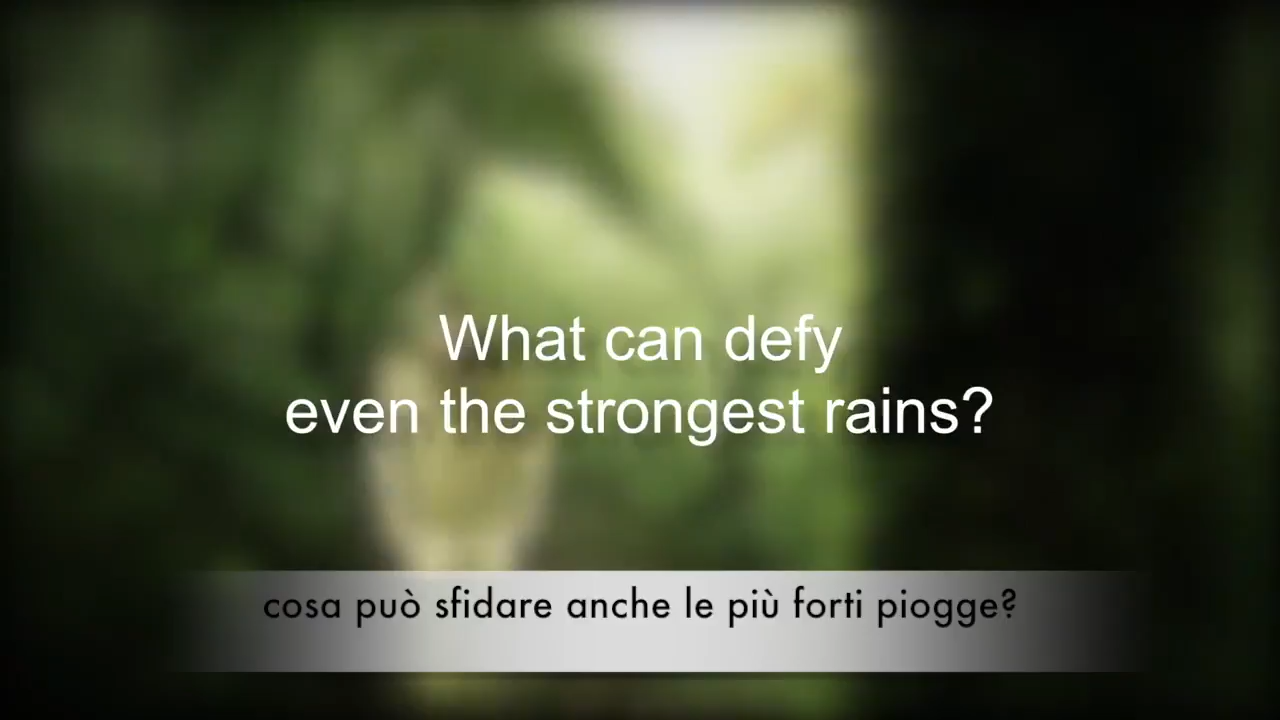 What can defy
even the strongest rains?
cosa può sfidare anche le più forti piogge?